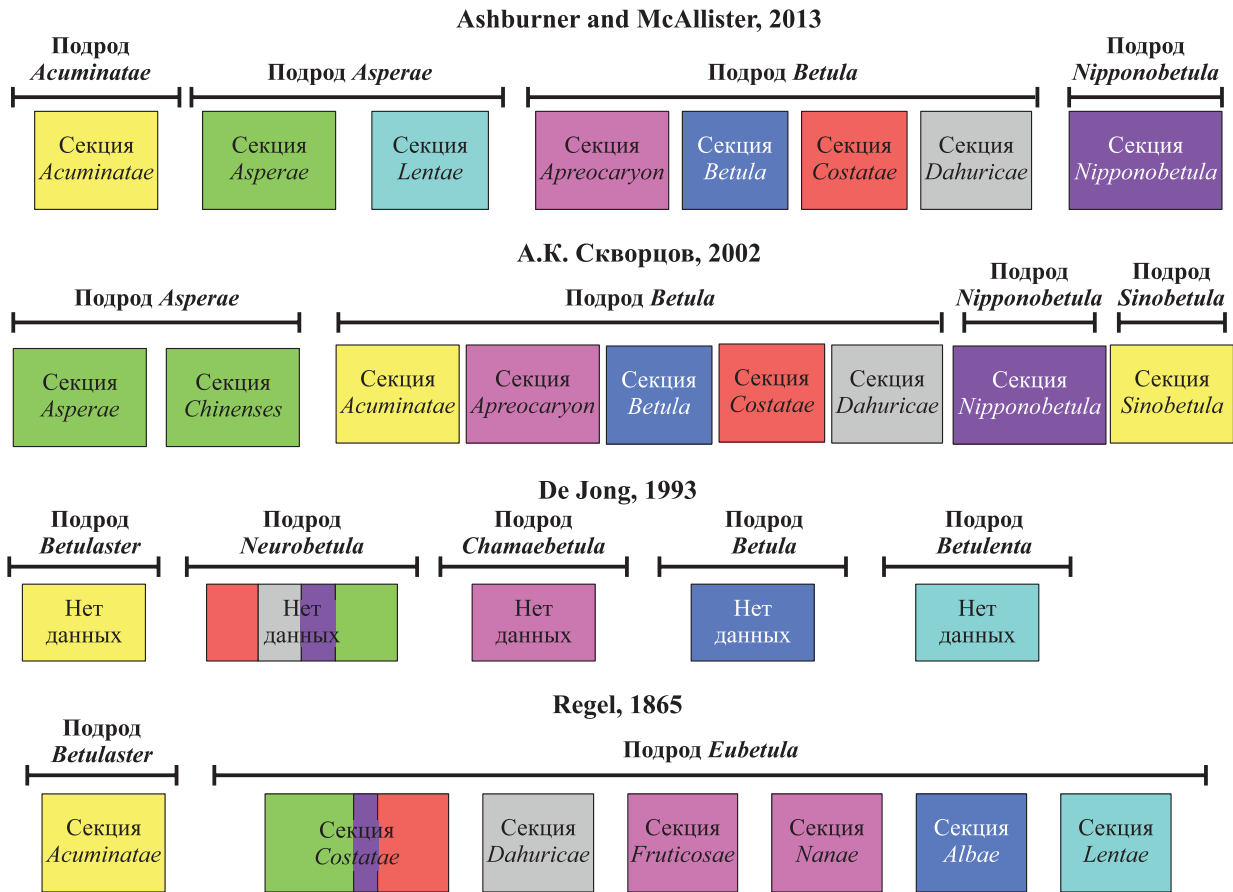 Ashburner and McAllister, 2013
Подрод
Acuminatae
Подрод Asperae
Подрод Betula
Подрод
Nipponobetula
Секция
Acuminatae
Секция
Asperae
Секция
Lentae
Секция
Apreocaryon
Секция
Betula
Секция
Costatae
Секция
Dahuricae
Секция
Nipponobetula
А.К. Скворцов, 2002
Подрод Asperae
Подрод Betula
Подрод
Nipponobetula
Подрод
Sinobetula
Секция
Asperae
Секция
Chinenses
Секция
Acuminatae
Секция
Apreocaryon
Секция
Betula
Секция
Costatae
Секция
Dahuricae
Секция
Nipponobetula
Секция
Sinobetula
De Jong, 1993
Подрод
Betulaster
Подрод
Neurobetula
Подрод
Chamaebetula
Подрод
Betula
Подрод
Betulenta
Нет
данных
Нет
данных
Нет
данных
Нет
данных
Нет
данных
Regel, 1865
Подрод
Betulaster
Подрод Eubetula
Секция
Acuminatae
Секция
Costatae
Секция
Dahuricae
Секция
Fruticosae
Секция
Nanae
Секция
Albae
Секция
Lentae